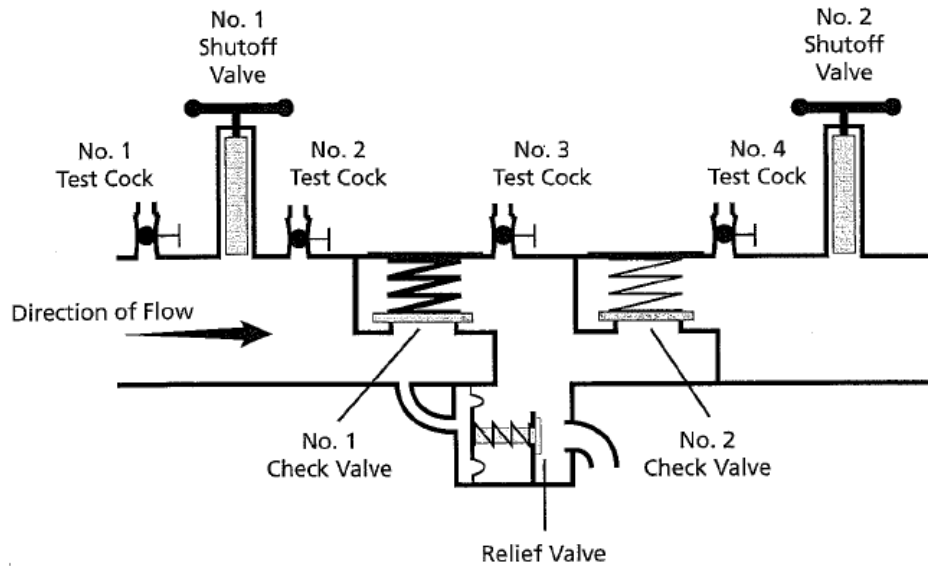 No. 1
Shutoff
Valve
No. 2
Shutoff
Valve
No. 1
Test Cock
No. 2
Test Cock
No. 3
Test Cock
No. 4
Test Cock
Direction of Flow
No. 1
Check Valve
No. 2
Check Valve
Relief Valve